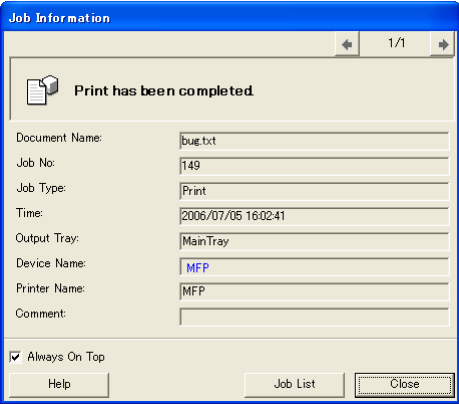 Job Information
1/1
Print has been completed.
Document Name: bug.txt
Job No: 149
Job Type: Print
Time: 2006/07/05 16:02:41
Output Tray: MainTray
Device Name: MFP
Printer Name: MFP
Comment:
Always On Top
Help Job List Close